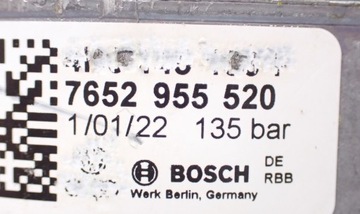 7652 955 520
1/01/22 135 bar
BOSCH DE
RBB
Werk Berlin, Germany